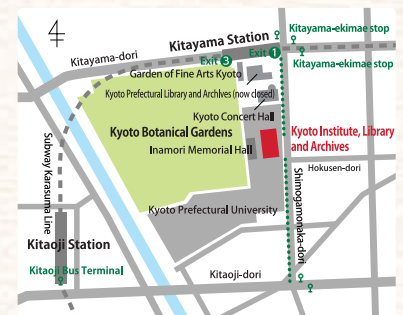 Kitayama-ekimae stop
Kitayama Station
Kitayama-dori
Exit 1
Exit 3
Kitayama-ekimae stop
Garden of Fine Arts Kyoto
Kyoto Prefectural Library and Archives (now closed)
Kyoto Concert Hall
Kyoto Botanical Gardens
Kyoto Institute, Library
and Archives
Inamori Memorial Hall
Subway Karasuma Line
Hokusen-dori
Shimogamonaka-dori
Kyoto Prefectural University
Kitaoji Station
Kitaoji Bus Terminal
Kitaoji-dori
4